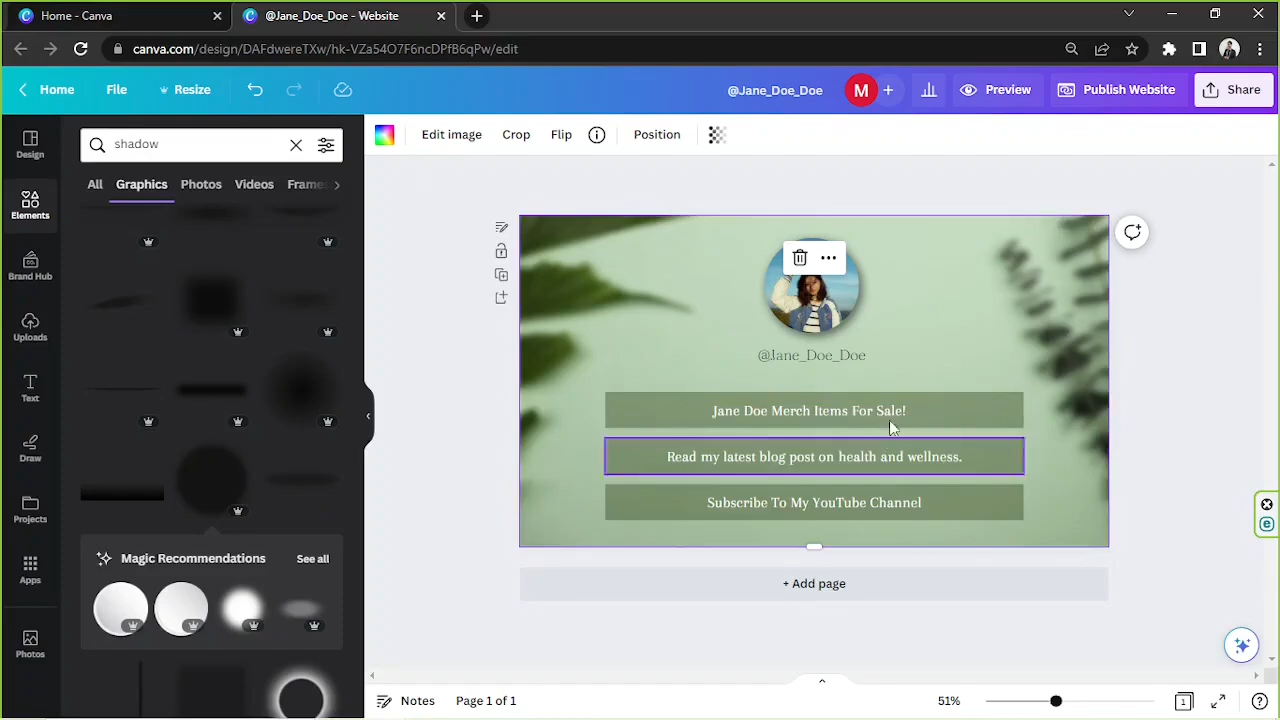 Home - Canva
@Jane_Doe_Doe - Website
canva.com/design/DAFdwereTXw/hk-VZa54O7F6ncDPfB6qPw/edit
Home
File
Resize
@Jane_Doe_Doe
M
Preview
Publish Website
Share
Design
Elements
Brand Hub
Uploads
Text
Draw
Projects
Apps
Photos
shadow
All
Graphics
Photos
Videos
Frames
Magic Recommendations
See all
Edit image
Crop
Flip
Position
@Jane_Doe_Doe
Jane Doe Merch Items For Sale!
Read my latest blog post on health and wellness.
Subscribe To My YouTube Channel
+ Add page
Notes
Page 1 of 1
51%
1